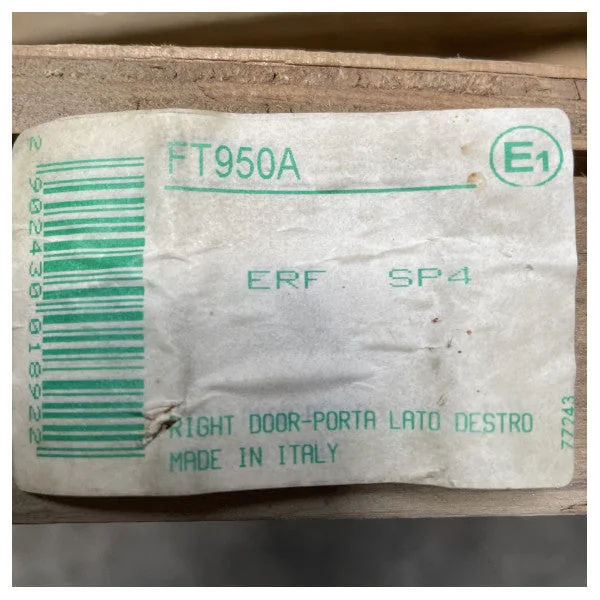 FT950A
E1
ERF. SP4
RIGHT DOOR-PORTA LATO DESTRO
MADE IN ITALY
2 902430 018922
77243